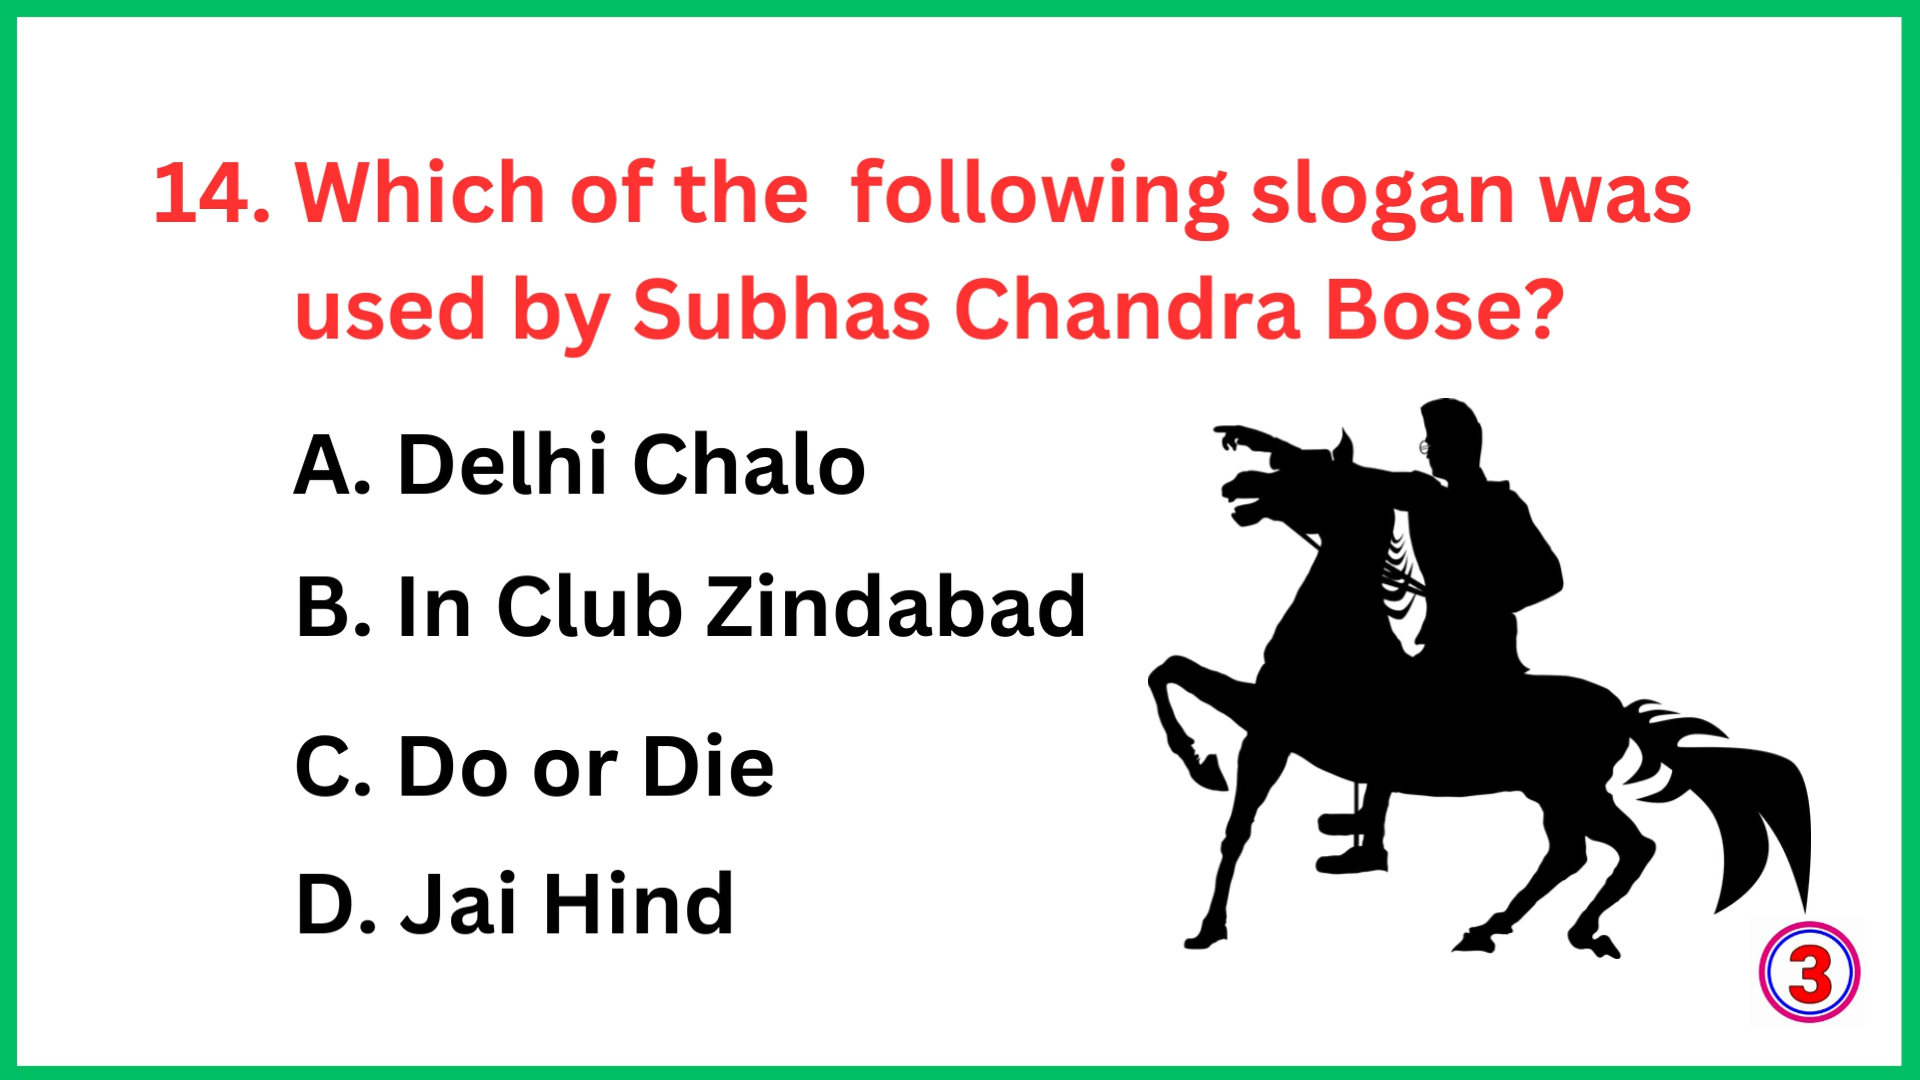 14. Which of the following slogan was
used by Subhas Chandra Bose?
A. Delhi Chalo
B. In Club Zindabad
C. Do or Die
D. Jai Hind
3